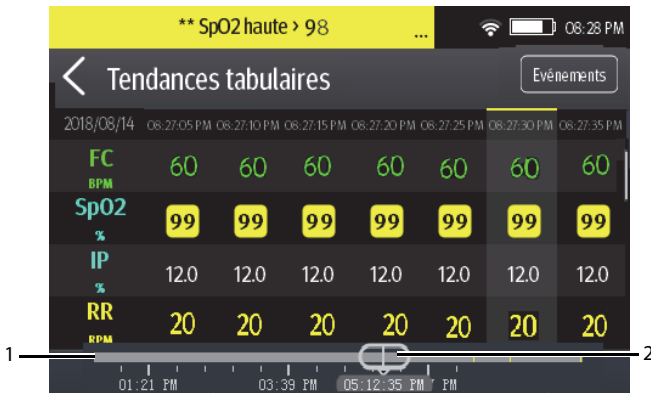 ** SpO2 haute > 98 ... 08:28 PM
Tendances tabulaires Evénements
2018/08/14 08:27:05 PM 08:27:10 PM 08:27:15 PM 08:27:20 PM 08:27:25 PM 08:27:30 PM 08:27:35 PM
FC 60 60 60 60 60 60 60
BPM
SpO2 99 99 99 99 99 99 99
%
IP 12.0 12.0 12.0 12.0 12.0 12.0 12.0
%
RR 20 20 20 20 20 20 20
RPM
1 2
01:21 PM 03:39 PM 05:12:35 PM PM